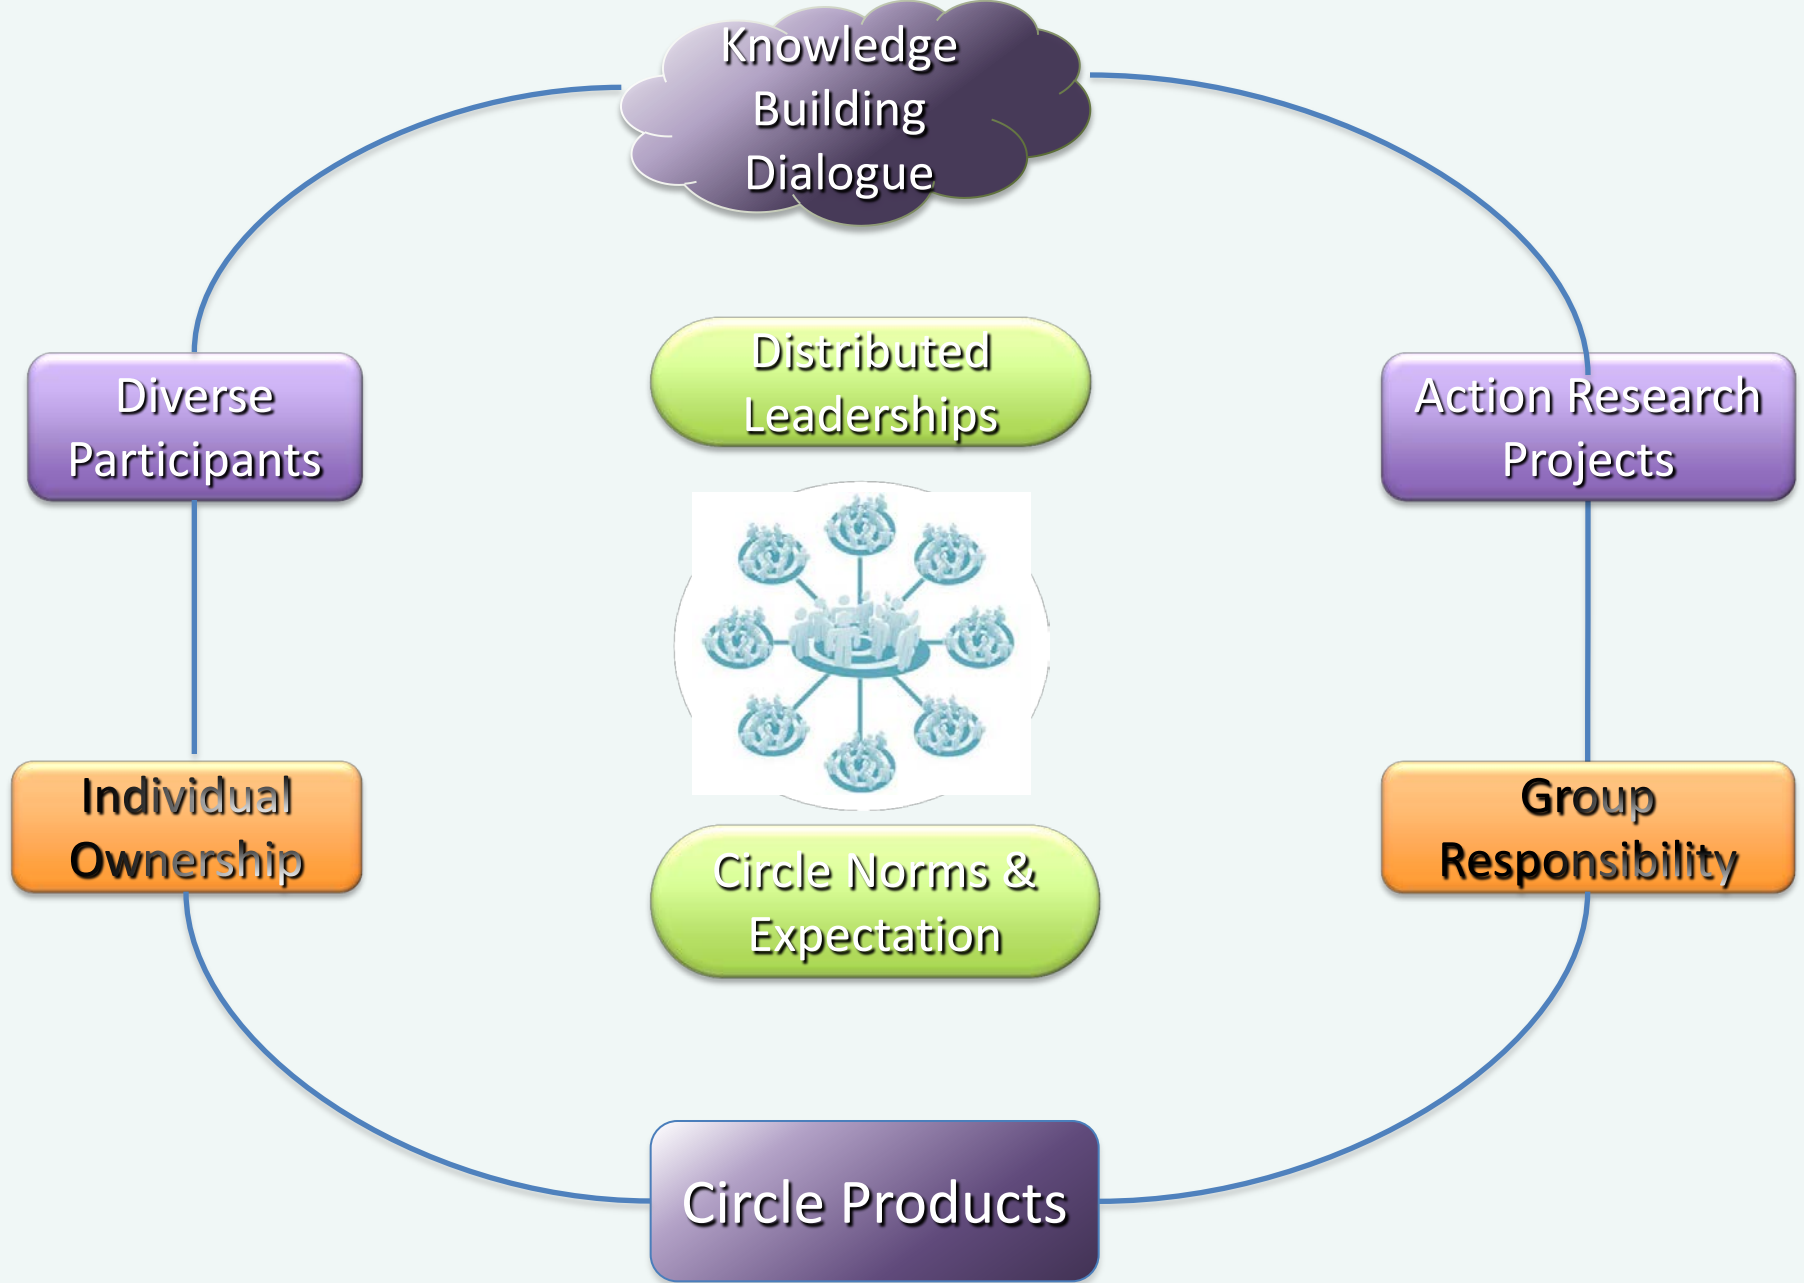 Knowledge
Building
Dialogue
Distributed
Leaderships
Diverse
Participants
Action Research
Projects
Individual
Ownership
Group
Responsibility
Circle Norms &
Expectation
Circle Products